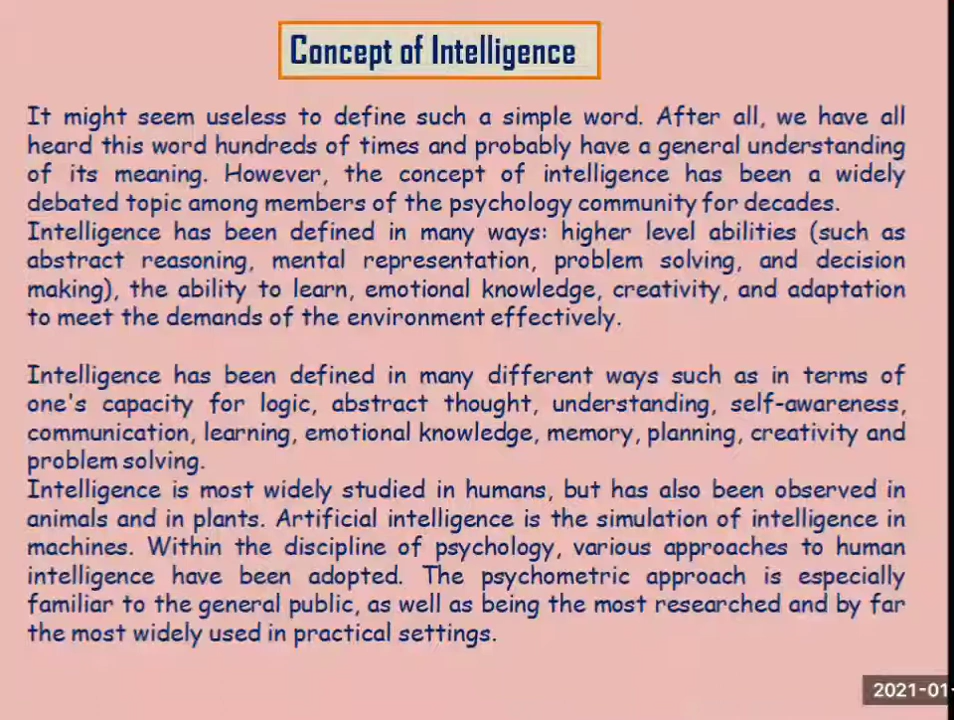 Concept of Intelligence
It might seem useless to define such a simple word. After all, we have all
heard this word hundreds of times and probably have a general understanding
of its meaning. However, the concept of intelligence has been a widely
debated topic among members of the psychology community for decades.
Intelligence has been defined in many ways: higher level abilities (such as
abstract reasoning, mental representation, problem solving, and decision
making), the ability to learn, emotional knowledge, creativity, and adaptation
to meet the demands of the environment effectively.
Intelligence has been defined in many different ways such as in terms of
one's capacity for logic, abstract thought, understanding, self-awareness,
communication, learning, emotional knowledge, memory, planning, creativity and
problem solving.
Intelligence is most widely studied in humans, but has also been observed in
animals and in plants. Artificial intelligence is the simulation of intelligence in
machines. Within the discipline of psychology, various approaches to human
intelligence have been adopted. The psychometric approach is especially
familiar to the general public, as well as being the most researched and by far
the most widely used in practical settings.
2021-01-